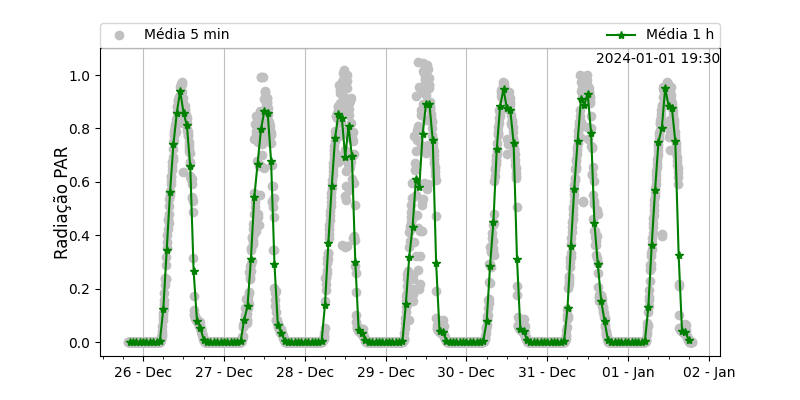 Média 5 min
Média 1 h
2024-01-01 19:30
Radiação PAR
1.0
0.8
0.6
0.4
0.2
0.0
26 - Dec
27 - Dec
28 - Dec
29 - Dec
30 - Dec
31 - Dec
01 - Jan
02 - Jan